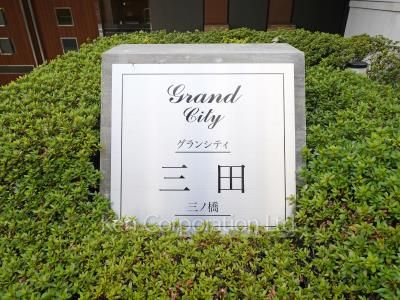 Grand
City
グランシティ
三田
三ノ橋
Ken Corporation Ltd.